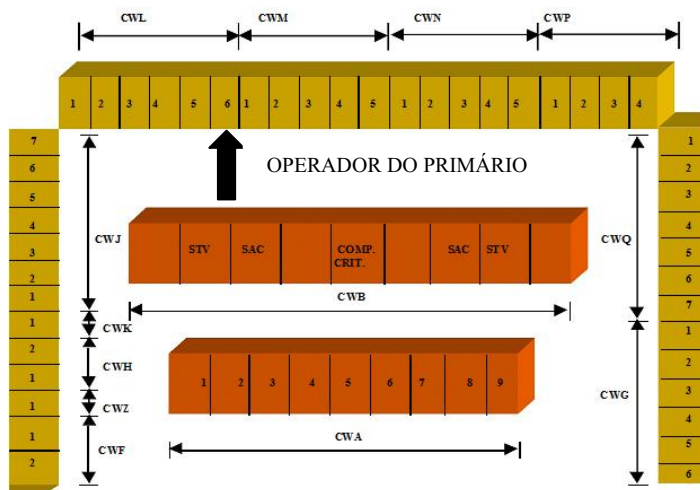 CWL CWM CWN CWP
1 2 3 4 5 6 1 2 3 4 5 1 2 3 4 5 1 2 3 4
OPERADOR DO PRIMÁRIO
7
6
5
4
3
2
1
1
2
1
1
1
2
CWJ
CWK
CWH
CWZ
CWF
STV SAC COMP. CRIT. SAC STV
CWB
1 2 3 4 5 6 7 8 9
CWA
CWQ
CWG
1
2
3
4
5
6
7
1
2
3
4
5
6